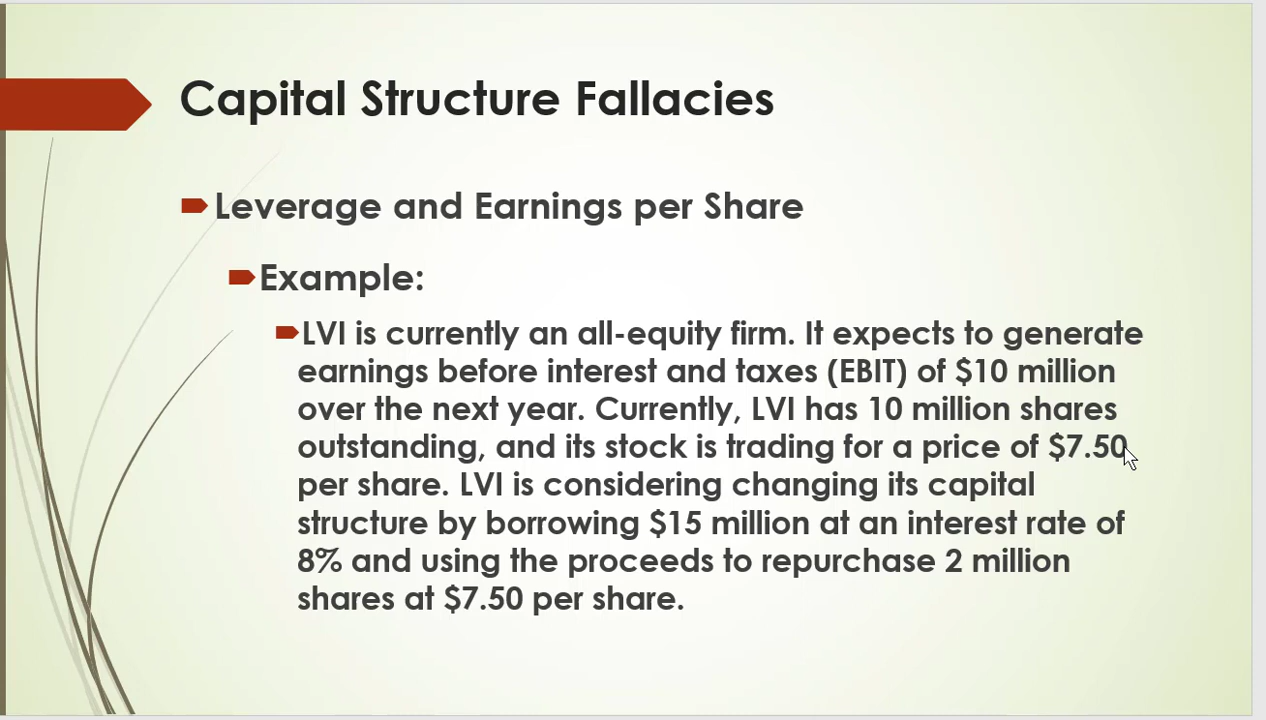 Capital Structure Fallacies
Leverage and Earnings per Share
Example:
LVI is currently an all-equity firm. It expects to generate
earnings before interest and taxes (EBIT) of $10 million
over the next year. Currently, LVI has 10 million shares
outstanding, and its stock is trading for a price of $7.50
per share. LVI is considering changing its capital
structure by borrowing $15 million at an interest rate of
8% and using the proceeds to repurchase 2 million
shares at $7.50 per share.